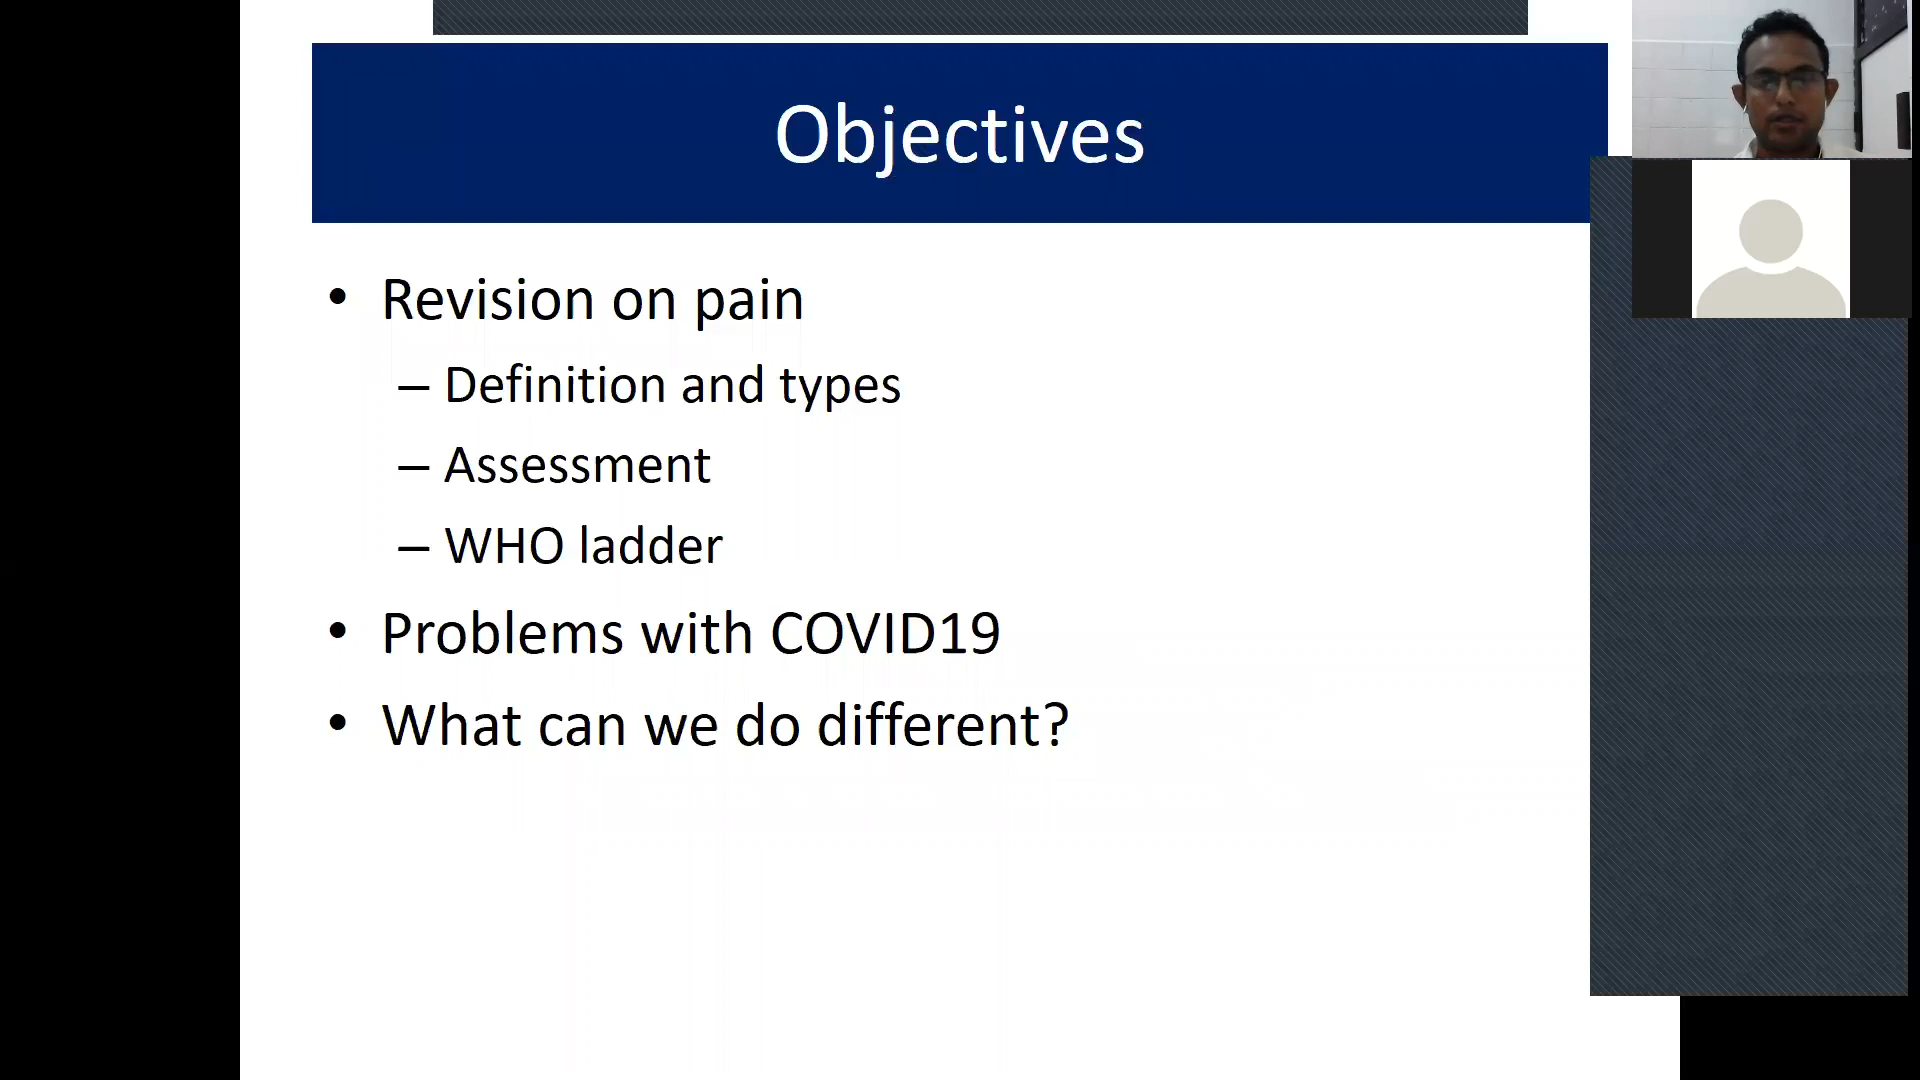 Objectives
• Revision on pain
– Definition and types
– Assessment
– WHO ladder
• Problems with COVID19
• What can we do different?